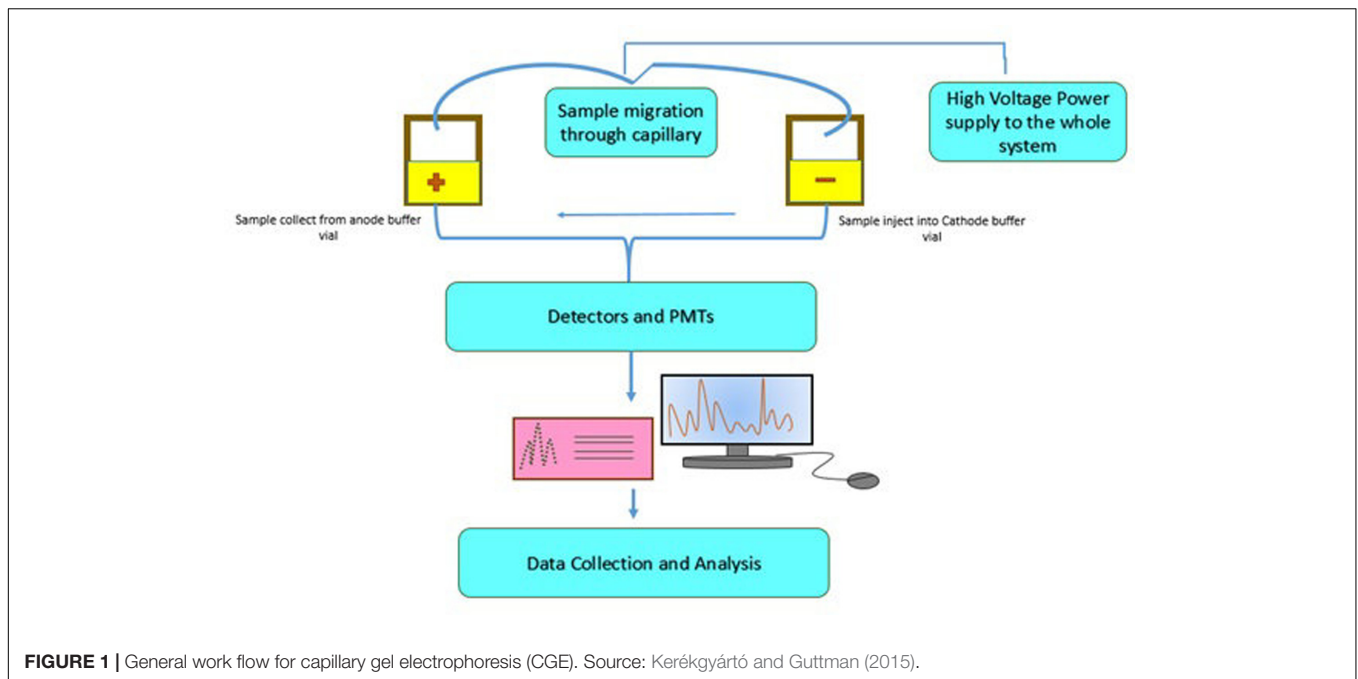 Sample migration
through capillary
High Voltage Power
supply to the whole
system
+
−
Sample collect from anode buffer
vial
Sample inject into Cathode buffer
vial
Detectors and PMTs
Data Collection and Analysis
FIGURE 1 | General work flow for capillary gel electrophoresis (CGE). Source: Kerékgyártó and Guttman (2015).